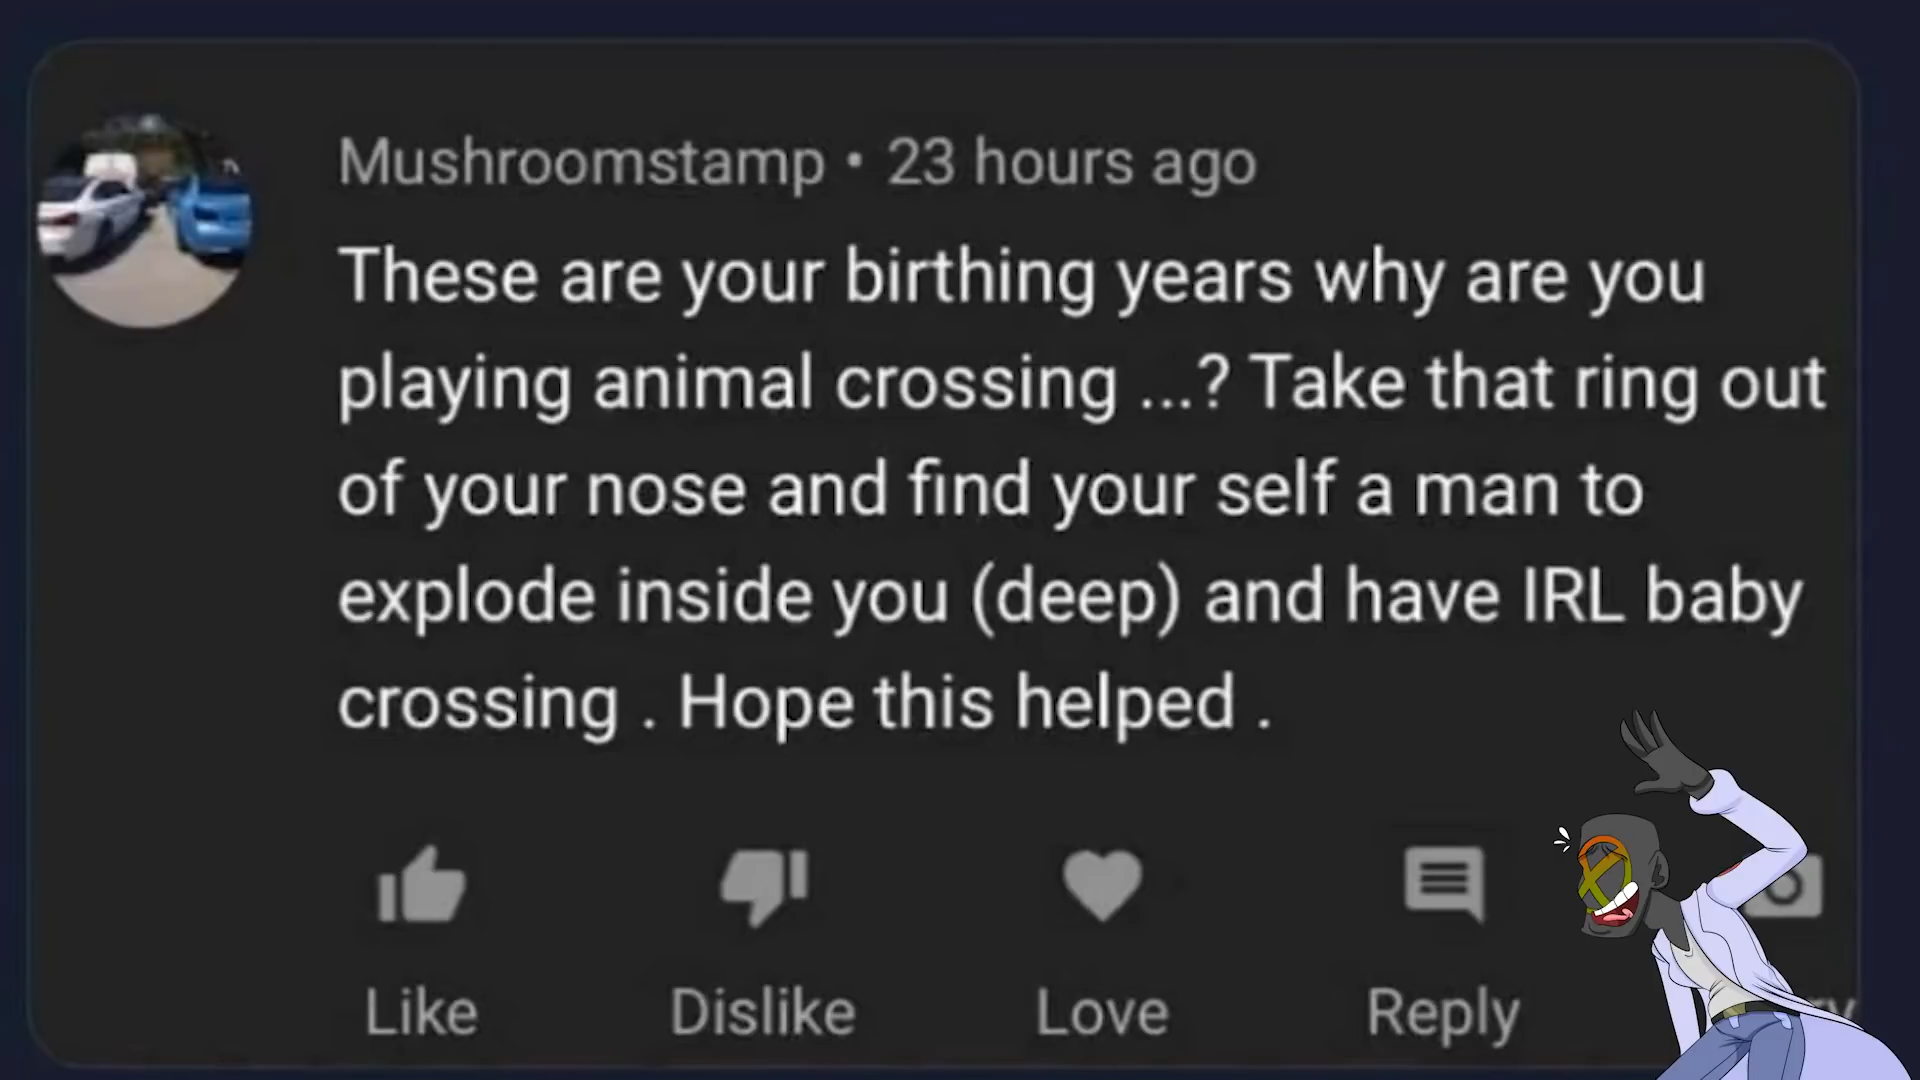 Mushroomstamp • 23 hours ago
These are your birthing years why are you
playing animal crossing ...? Take that ring out
of your nose and find your self a man to
explode inside you (deep) and have IRL baby
crossing . Hope this helped .
Like Dislike Love Reply